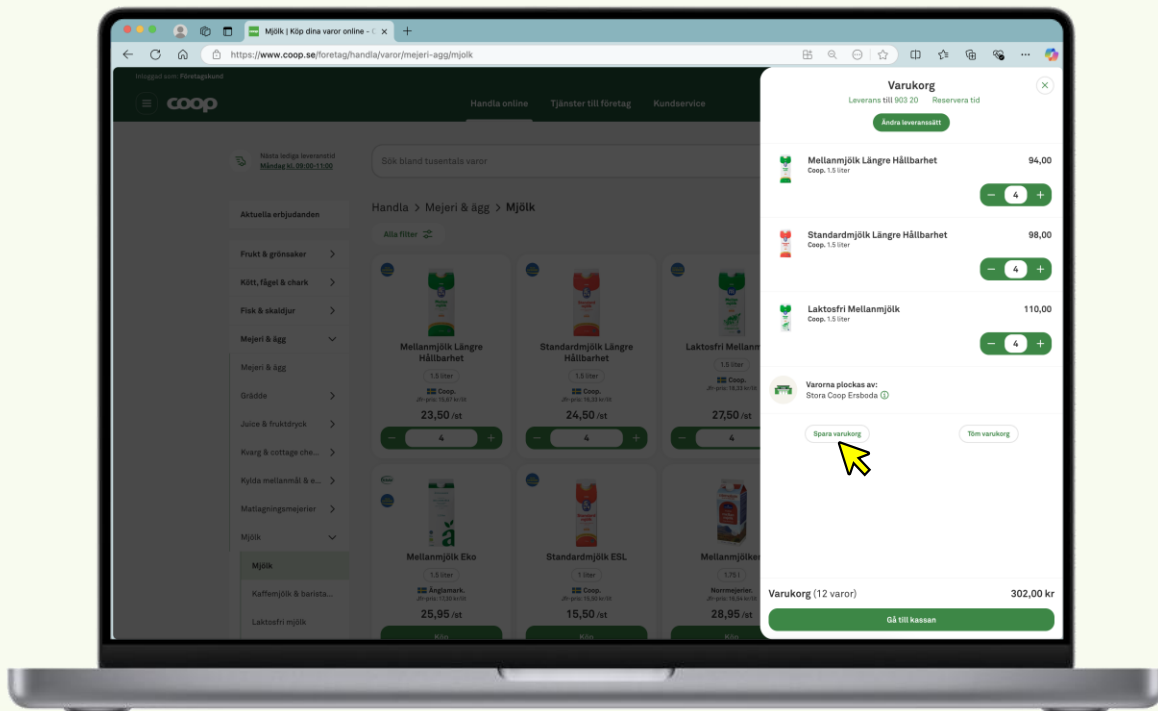 Mjölk | Köp dina varor online - C
https://www.coop.se/foretag/handla/varor/mejeri-agg/mjolk
Inloggad som: Företagskund
coop
Handla online
Tjänster till företag
Kundservice
Nästa lediga leveranstid
Måndag kl. 09:00-11:00
Sök bland tusentals varor
Aktuella erbjudanden
Frukt & grönsaker
Kött, fågel & chark
Fisk & skaldjur
Mejeri & ägg
Mejeri & ägg
Grädde
Juice & fruktdryck
Kvarg & cottage che...
Kylda mellanmål & e...
Matlagningsmejerier
Mjölk
Mjölk
Kaffemjölk & barista...
Laktosfri mjölk
Handla > Mejeri & ägg > Mjölk
Alla filter
Mellanmjölk Längre
Hållbarhet
1.5 liter
Coop.
23,50 /st
4
Standardmjölk Längre
Hållbarhet
1.5 liter
Coop.
24,50 /st
4
Laktosfri Mellanm
1.5 liter
Coop.
27,50 /st
4
Mellanmjölk Eko
1.5 liter
Änglamark.
25,95 /st
Köp
Standardmjölk ESL
1 liter
Coop.
15,50 /st
Köp
Mellanmjölke
1.75 l
Norrmejerier.
28,95 /st
Köp
Varukorg
Leverans till 903 20
Reservera tid
Ändra leveranssätt
Mellanmjölk Längre Hållbarhet
94,00
Coop. 1.5 liter
4
Standardmjölk Längre Hållbarhet
98,00
Coop. 1.5 liter
4
Laktosfri Mellanmjölk
110,00
Coop. 1.5 liter
4
Varorna plockas av:
Stora Coop Ersboda
Spara varukorg
Töm varukorg
Varukorg (12 varor)
302,00 kr
Gå till kassan